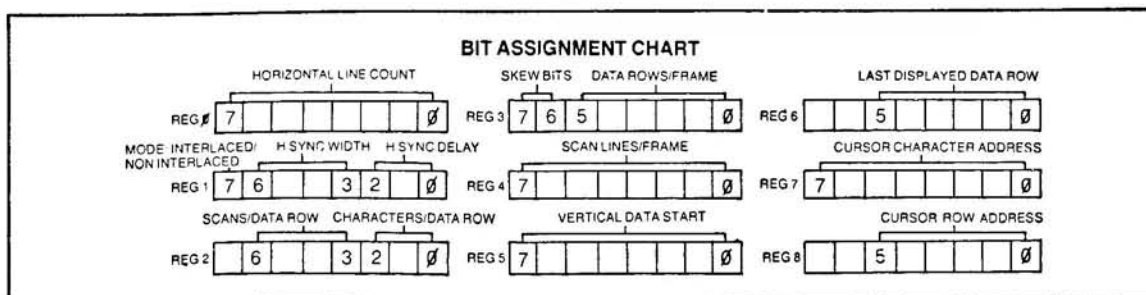 BIT ASSIGNMENT CHART
HORIZONTAL LINE COUNT
REG Ø 7 Ø
SKEW BITS DATA ROWS/FRAME
REG 3 7 6 5 Ø
LAST DISPLAYED DATA ROW
REG 6 5 Ø
MODE INTERLACED/
NON INTERLACED
H SYNC WIDTH H SYNC DELAY
REG 1 7 6 3 2 Ø
SCAN LINES/FRAME
REG 4 7 Ø
CURSOR CHARACTER ADDRESS
REG 7 7 Ø
SCANS/DATA ROW CHARACTERS/DATA ROW
REG 2 6 3 2 Ø
VERTICAL DATA START
REG 5 7 Ø
CURSOR ROW ADDRESS
REG 8 5 Ø